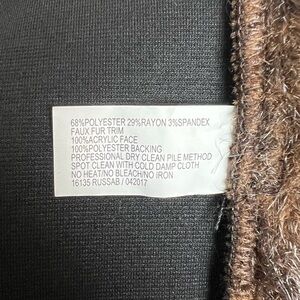 68%POLYESTER 29%RAYON 3%SPANDEX
FAUX FUR TRIM
100%ACRYLIC FACE
100%POLYESTER BACKING
PROFESSIONAL DRY CLEAN PILE METHOD
SPOT CLEAN WITH COLD DAMP CLOTH
NO HEAT/NO BLEACH/NO IRON
16135 RUSSAB / 042017